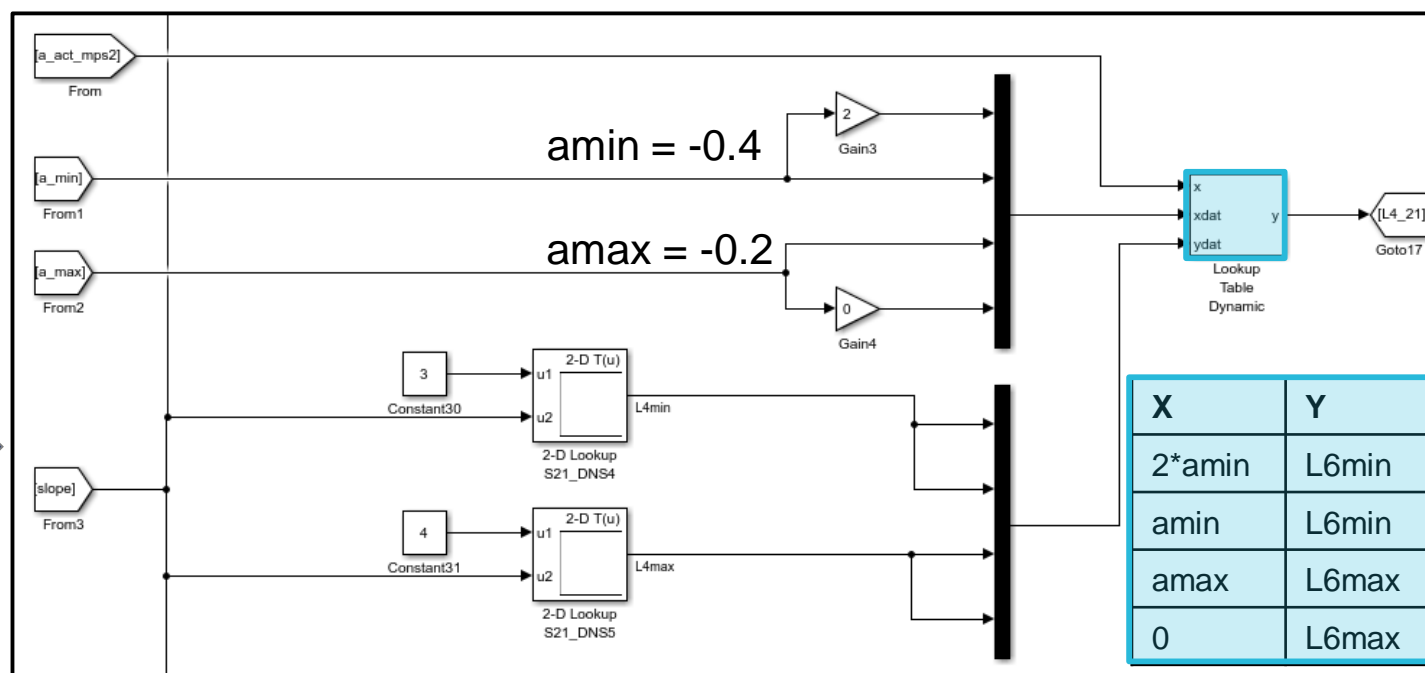 [a_act_mps2]
From
2
Gain3
amin = -0.4
[a_min]
From1
x
xdat
ydat
y
Lookup
Table
Dynamic
[L4_21]
Goto17
amax = -0.2
[a_max]
From2
0
Gain4
3
Constant30
2-D T(u)
u1
u2
L4min
2-D Lookup
S21_DNS4
[slope]
From3
4
Constant31
2-D T(u)
u1
u2
L4max
2-D Lookup
S21_DNS5
X Y
2*amin L6min
amin L6min
amax L6max
0 L6max